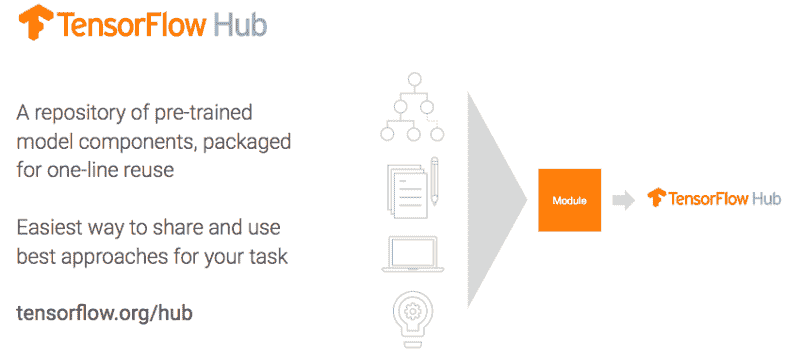 TensorFlow Hub
A repository of pre-trained
model components, packaged
for one-line reuse
Easiest way to share and use
best approaches for your task
tensorflow.org/hub
Module
TensorFlow Hub